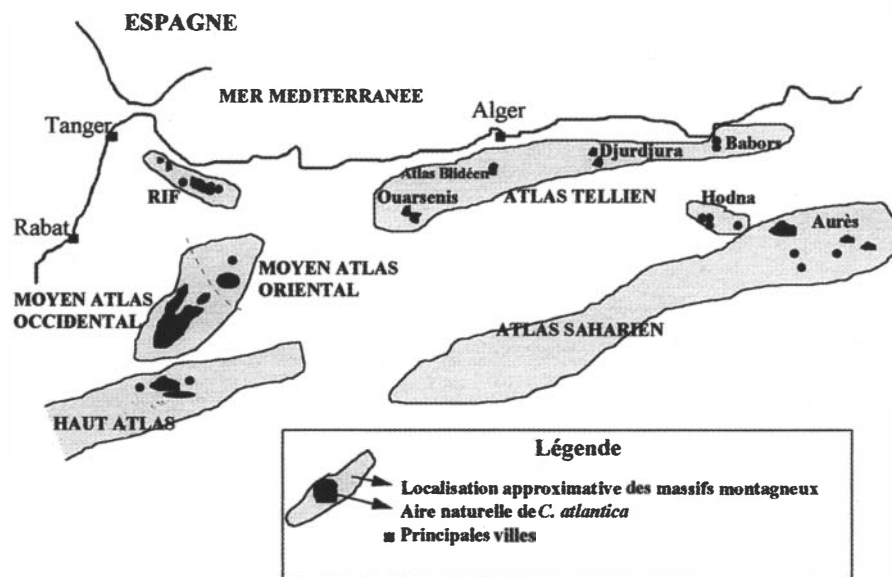 ESPAGNE
MER MEDITERRANEE
Tanger
Alger
Djurdjura
Babors
Atlas Blidéen
RIF
Ouarsenis
ATLAS TELLIEN
Hodna
Rabat
Aurès
MOYEN ATLAS
ORIENTAL
MOYEN ATLAS
OCCIDENTAL
ATLAS SAHARIEN
HAUT ATLAS
Légende
Localisation approximative des massifs montagneux
Aire naturelle de C. atlantica
Principales villes